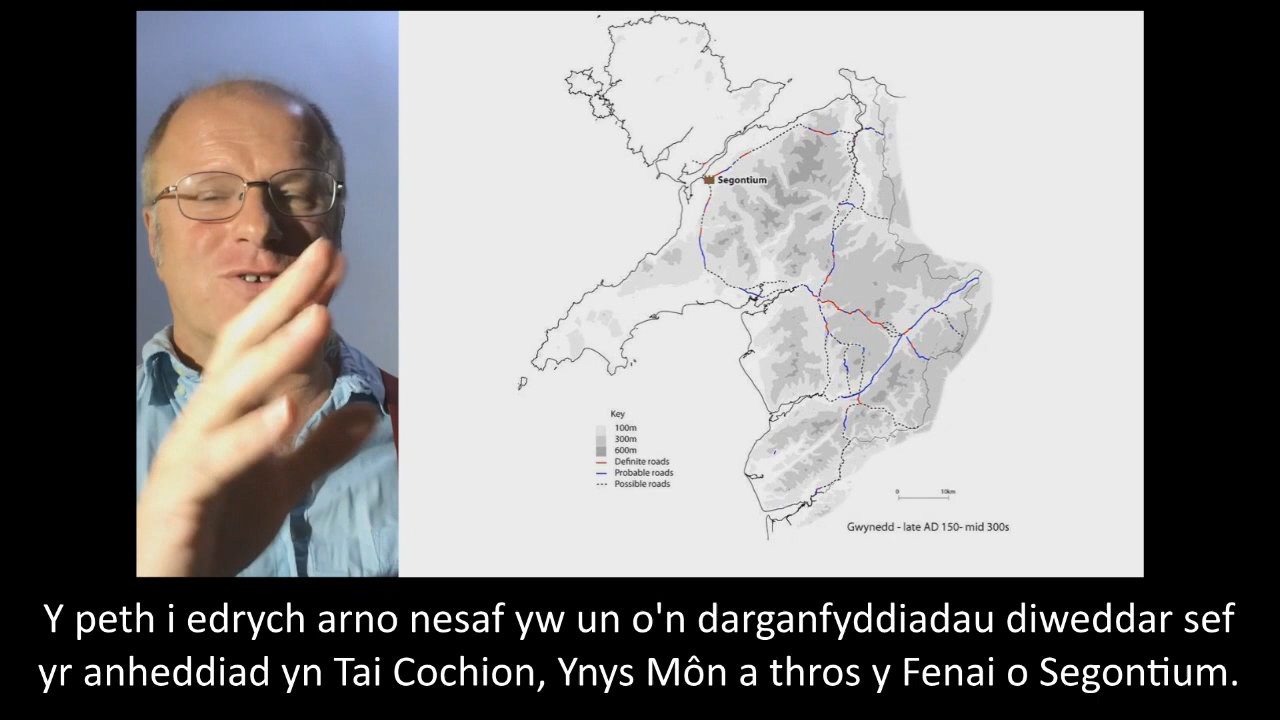 Segontium
Key
100m
300m
600m
Definite roads
Probable roads
Possible roads
0 10km
Gwynedd - late AD 150- mid 300s
Y peth i edrych arno nesaf yw un o'n darganfyddiadau diweddar sef
yr anheddiad yn Tai Cochion, Ynys Môn a thros y Fenai o Segontium.